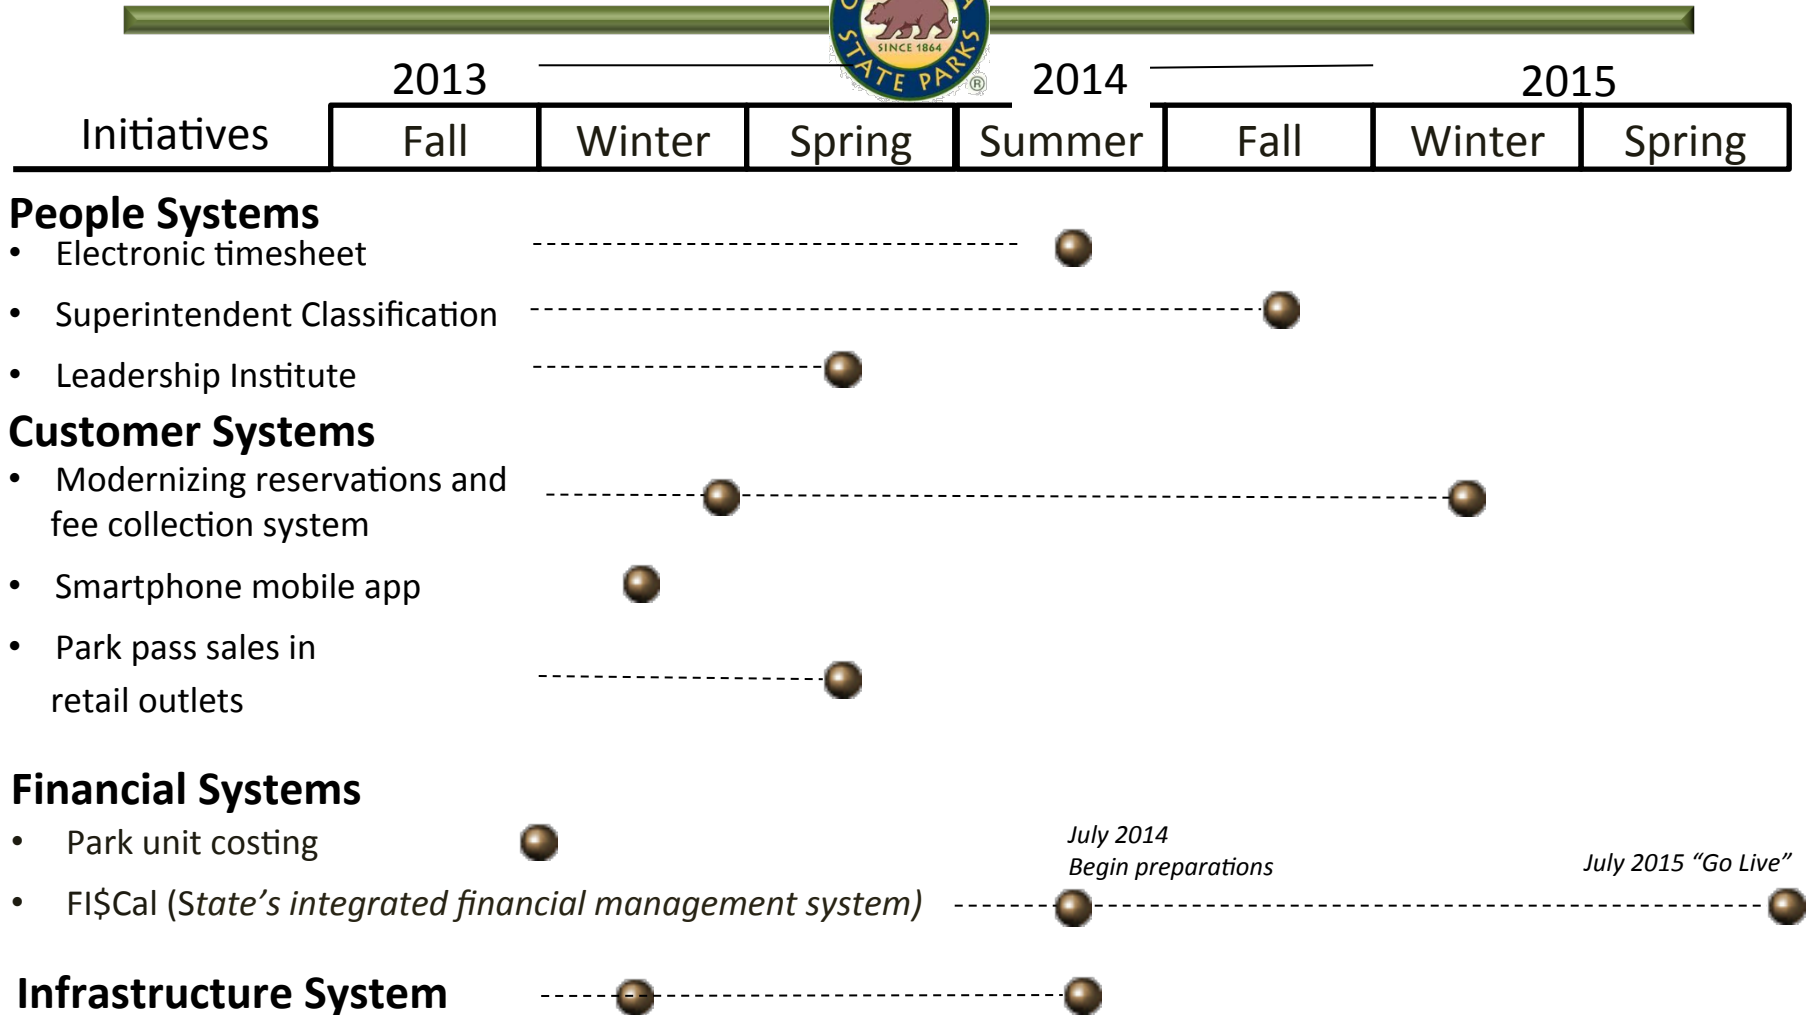 SINCE 1864
STATE PARKS
®
2013 2014 2015
Initiatives Fall Winter Spring Summer Fall Winter Spring
People Systems
• Electronic timesheet
• Superintendent Classification
• Leadership Institute
Customer Systems
• Modernizing reservations and
fee collection system
• Smartphone mobile app
• Park pass sales in
retail outlets
Financial Systems
• Park unit costing
July 2014
Begin preparations
July 2015 “Go Live”
• FI$Cal (State’s integrated financial management system)
Infrastructure System